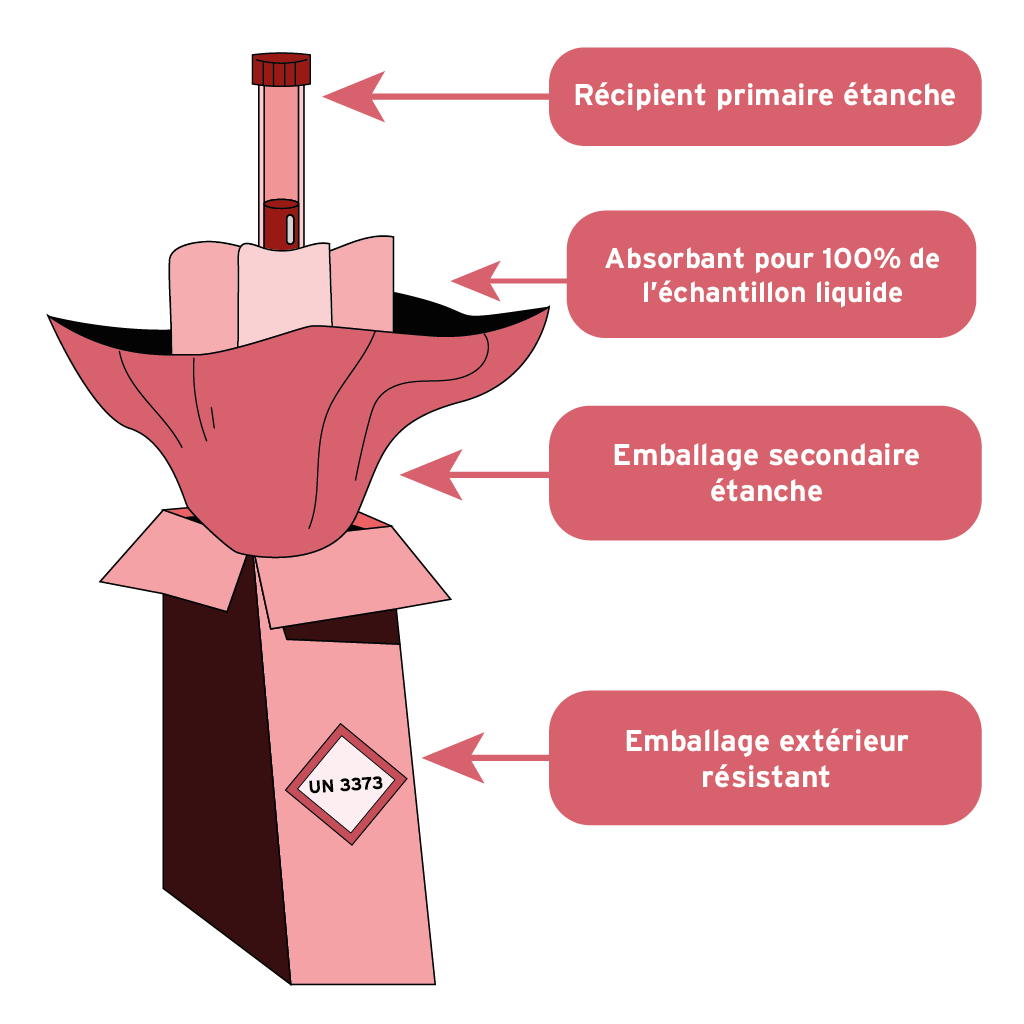 Récipient primaire étanche
Absorbant pour 100% de
l'échantillon liquide
Emballage secondaire
étanche
Emballage extérieur
résistant
UN 3373